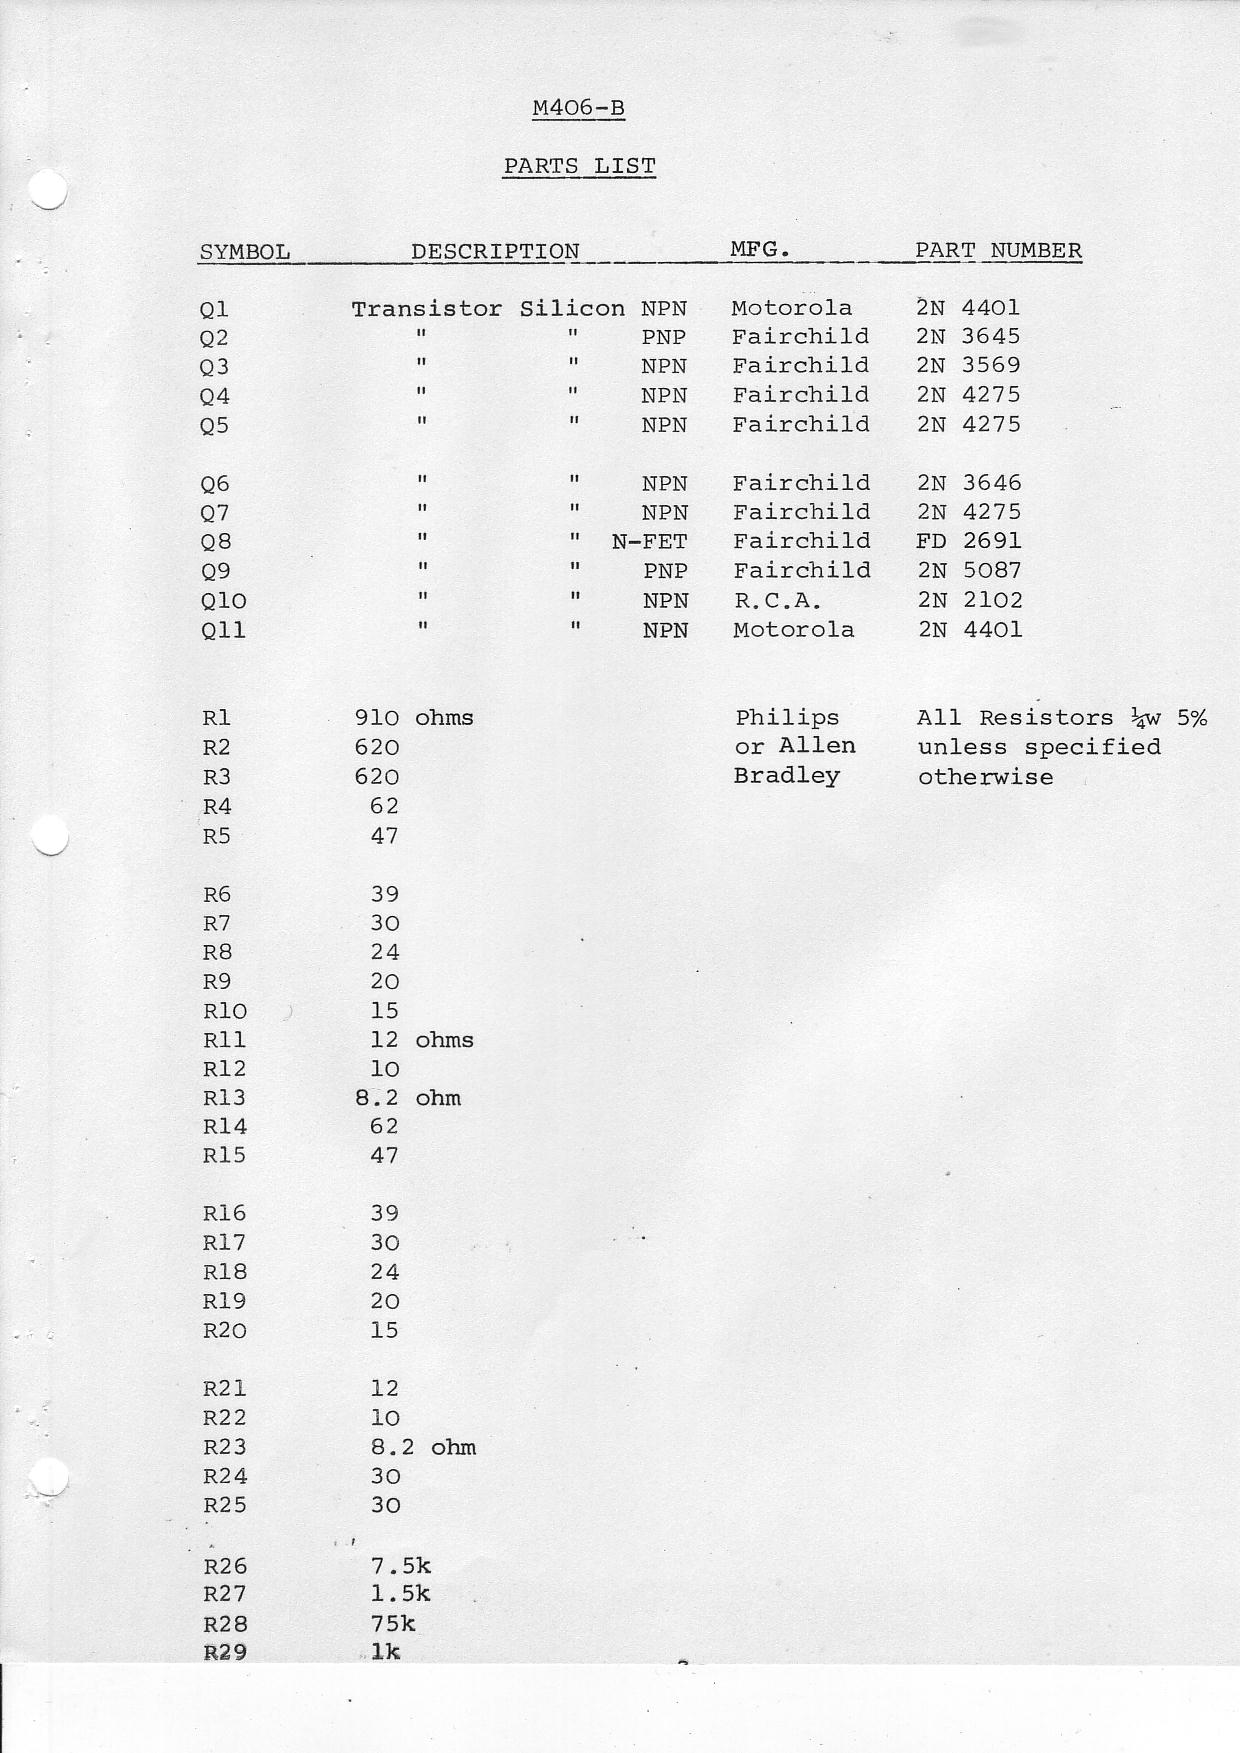 M406-B
PARTS LIST
SYMBOL DESCRIPTION MFG. PART NUMBER
Q1 Transistor Silicon NPN Motorola 2N 4401
Q2 " " PNP Fairchild 2N 3645
Q3 " " NPN Fairchild 2N 3569
Q4 " " NPN Fairchild 2N 4275
Q5 " " NPN Fairchild 2N 4275
Q6 " " NPN Fairchild 2N 3646
Q7 " " NPN Fairchild 2N 4275
Q8 " " N-FET Fairchild FD 2691
Q9 " " PNP Fairchild 2N 5087
Q10 " " NPN R.C.A. 2N 2102
Q11 " " NPN Motorola 2N 4401
R1 910 ohms Philips All Resistors ¼w 5%
R2 620 or Allen unless specified
R3 620 Bradley otherwise
R4 62
R5 47
R6 39
R7 30
R8 24
R9 20
R10 15
R11 12 ohms
R12 10
R13 8.2 ohm
R14 62
R15 47
R16 39
R17 30
R18 24
R19 20
R20 15
R21 12
R22 10
R23 8.2 ohm
R24 30
R25 30
R26 7.5k
R27 1.5k
R28 75k
R29 1k